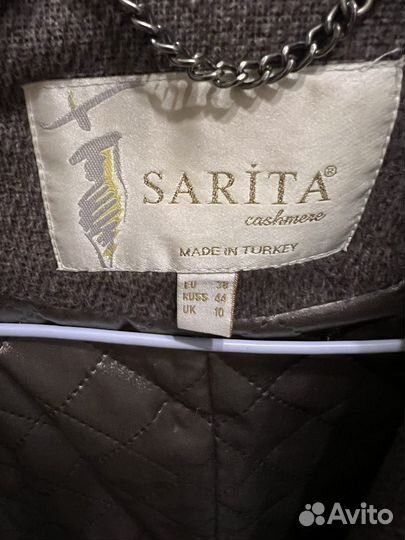 SARİTA®
cashmere
MADE IN TURKEY
EU 38
RUSS 44
UK 10
Avito